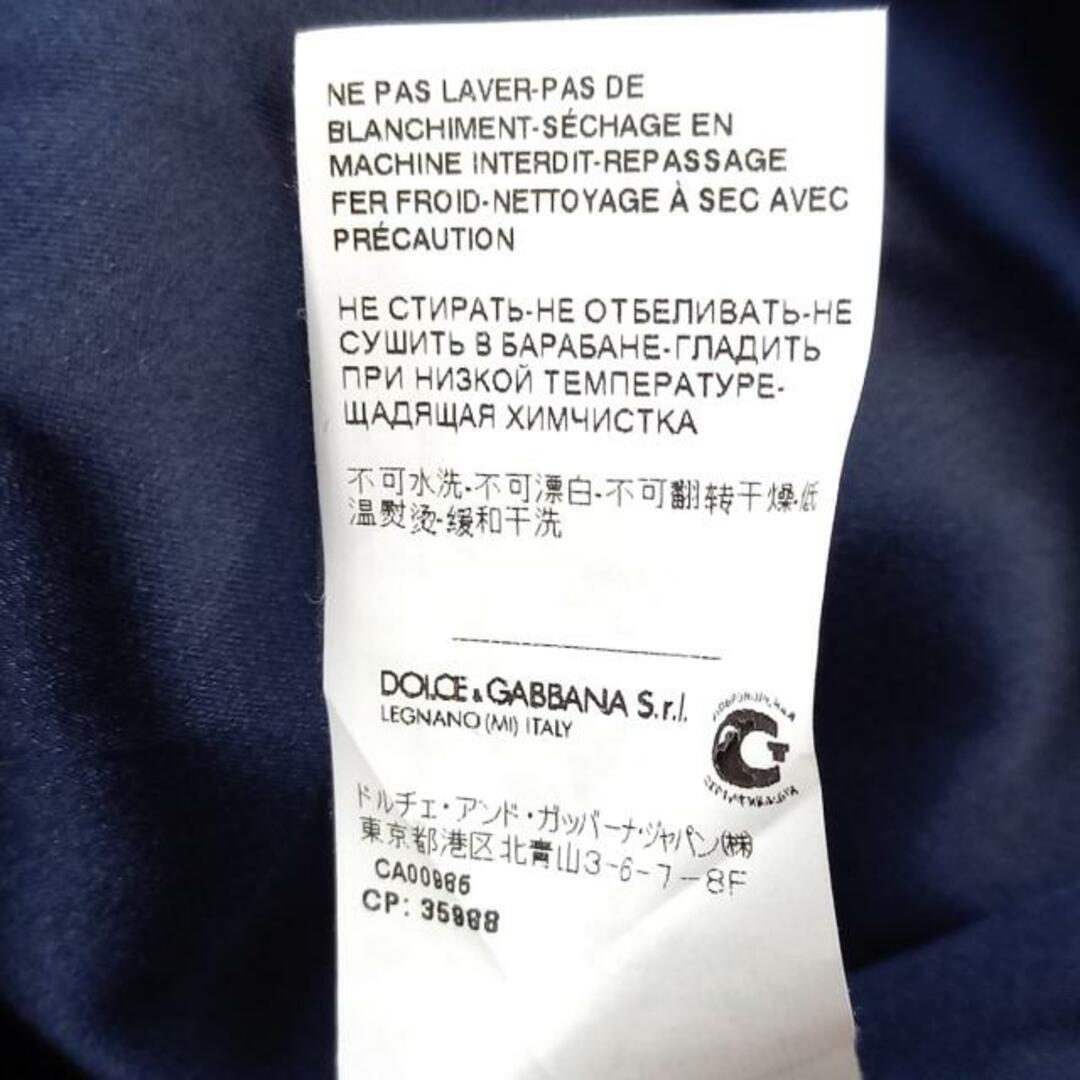 NE PAS LAVER-PAS DE
BLANCHIMENT-SÉCHAGE EN
MACHINE INTERDIT-REPASSAGE
FER FROID-NETTOYAGE À SEC AVEC
PRÉCAUTION
НЕ СТИРАТЬ-НЕ ОТБЕЛИВАТЬ-НЕ
СУШИТЬ В БАРАБАНЕ-ГЛАДИТЬ
ПРИ НИЗКОЙ ТЕМПЕРАТУРЕ-
ЩАДЯЩАЯ ХИМЧИСТКА
不可水洗-不可漂白-不可翻转干燥-低
温熨烫-缓和干洗
DOLCE & GABBANA S.r.l.
LEGNANO (MI) ITALY
ドルチェ・アンド・ガッバーナ・ジャパン(株)
東京都港区北青山3-6-7-8F
CA00985
CP: 35988